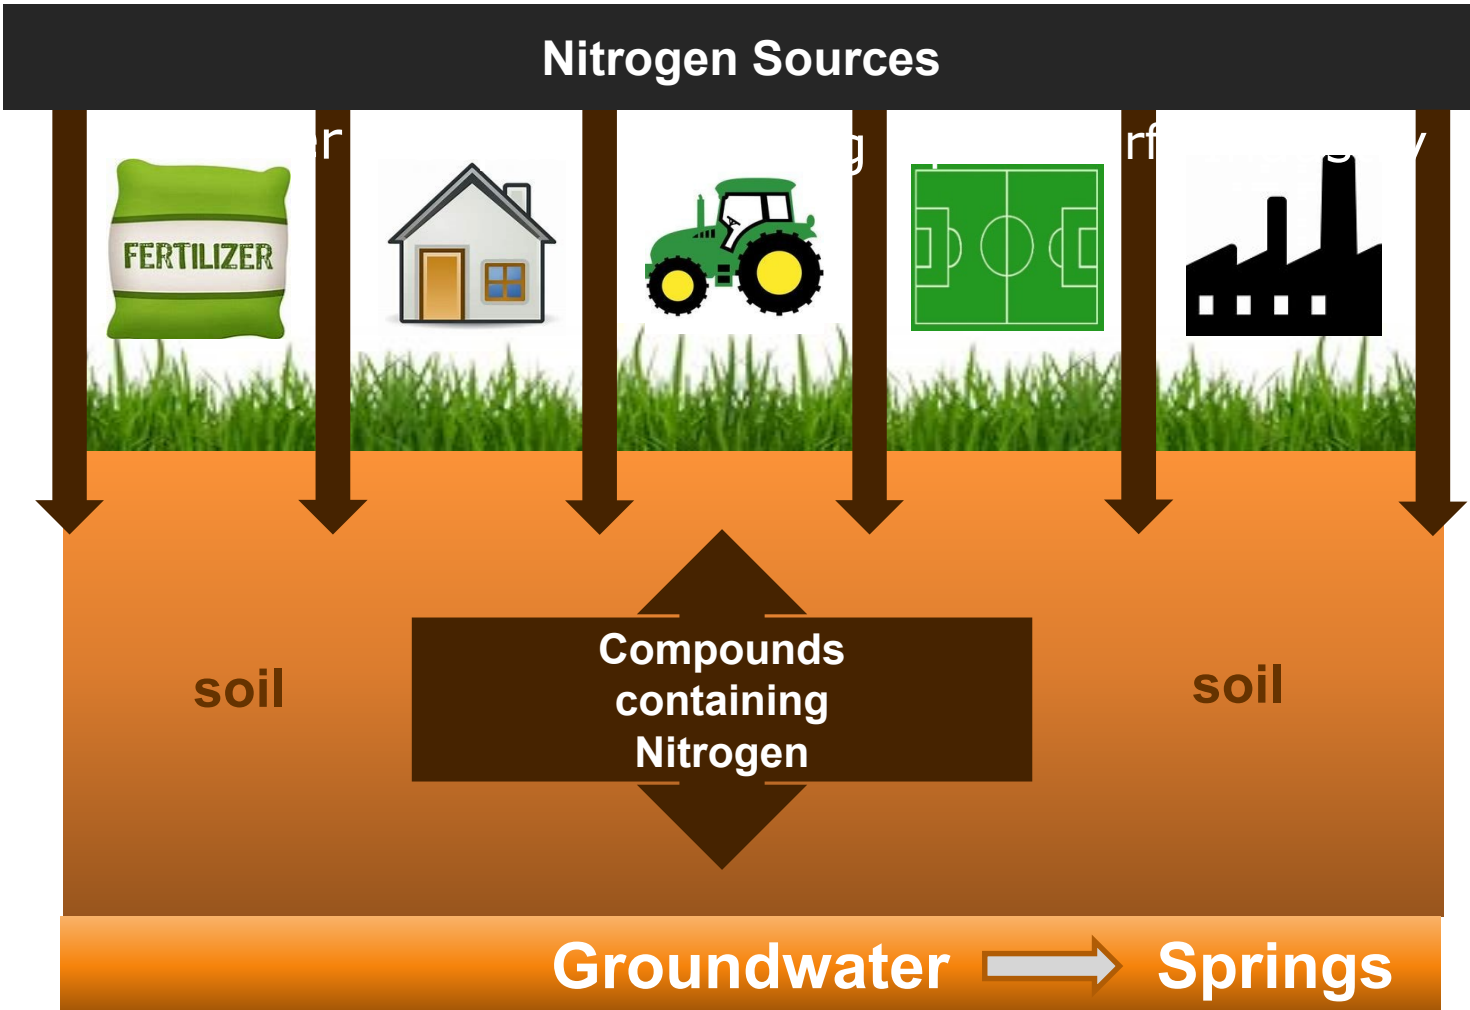 Nitrogen Sources
FERTILIZER
Compounds
containing
Nitrogen
soil
soil
Groundwater
Springs